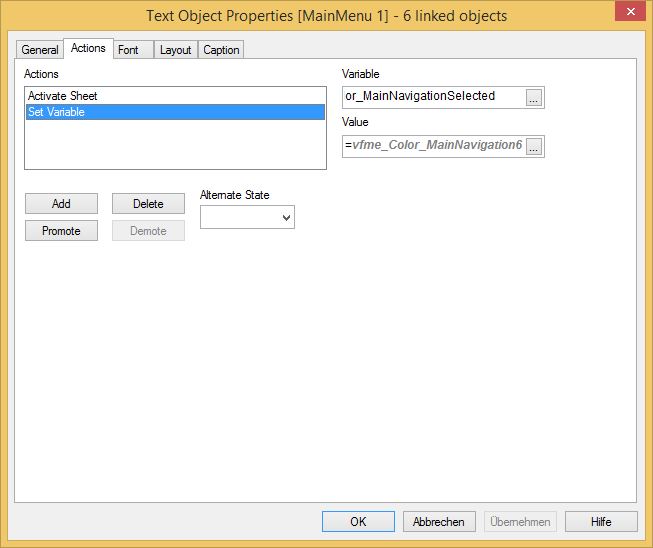 Text Object Properties [MainMenu 1] - 6 linked objects
General Actions Font Layout Caption
Actions
Activate Sheet
Set Variable
Variable
or_MainNavigationSelected ...
Value
=vfme_Color_MainNavigation6 ...
Add Delete
Promote Demote
Alternate State
OK Abbrechen Übernehmen Hilfe